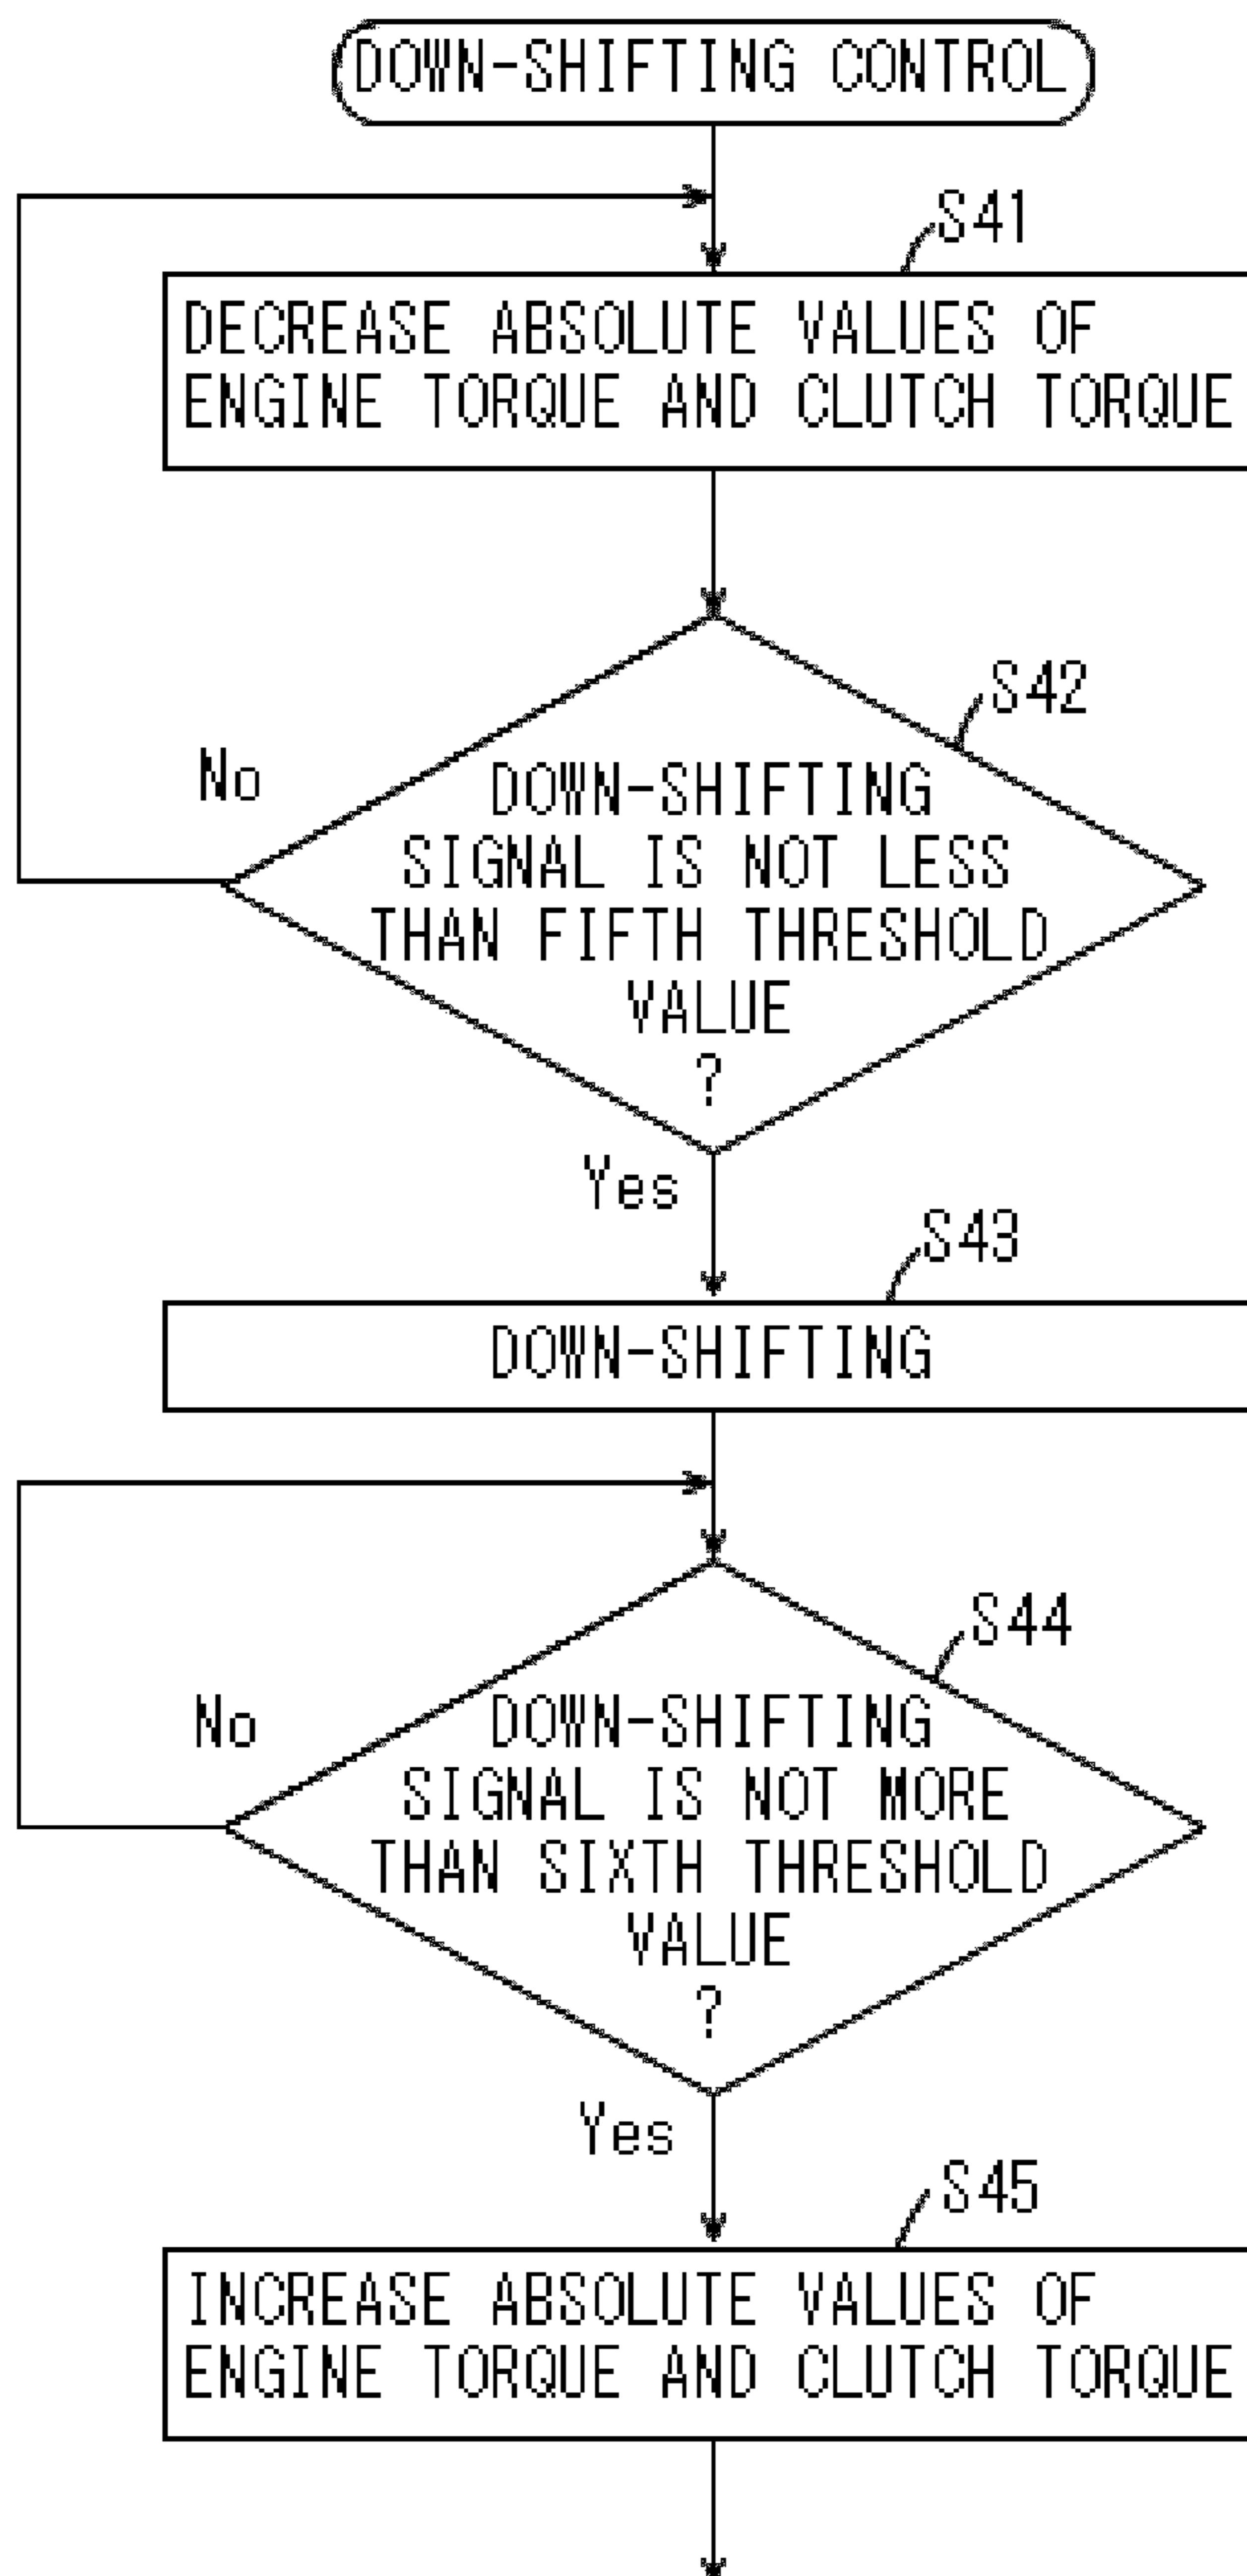 DOWN-SHIFTING CONTROL
S41
DECREASE ABSOLUTE VALUES OF
ENGINE TORQUE AND CLUTCH TORQUE
S42
No
DOWN-SHIFTING
SIGNAL IS NOT LESS
THAN FIFTH THRESHOLD
VALUE
?
Yes
S43
DOWN-SHIFTING
S44
No
DOWN-SHIFTING
SIGNAL IS NOT MORE
THAN SIXTH THRESHOLD
VALUE
?
Yes
S45
INCREASE ABSOLUTE VALUES OF
ENGINE TORQUE AND CLUTCH TORQUE